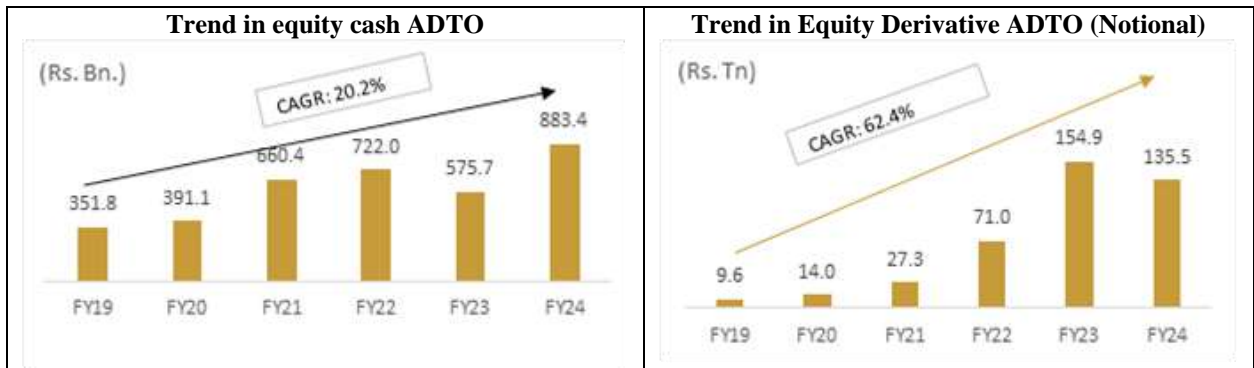 Trend in equity cash ADTO
(Rs. Bn.)
CAGR: 20.2%
351.8
391.1
660.4
722.0
575.7
883.4
FY19
FY20
FY21
FY22
FY23
FY24
Trend in Equity Derivative ADTO (Notional)
(Rs. Tn)
CAGR: 62.4%
9.6
14.0
27.3
71.0
154.9
135.5
FY19
FY20
FY21
FY22
FY23
FY24